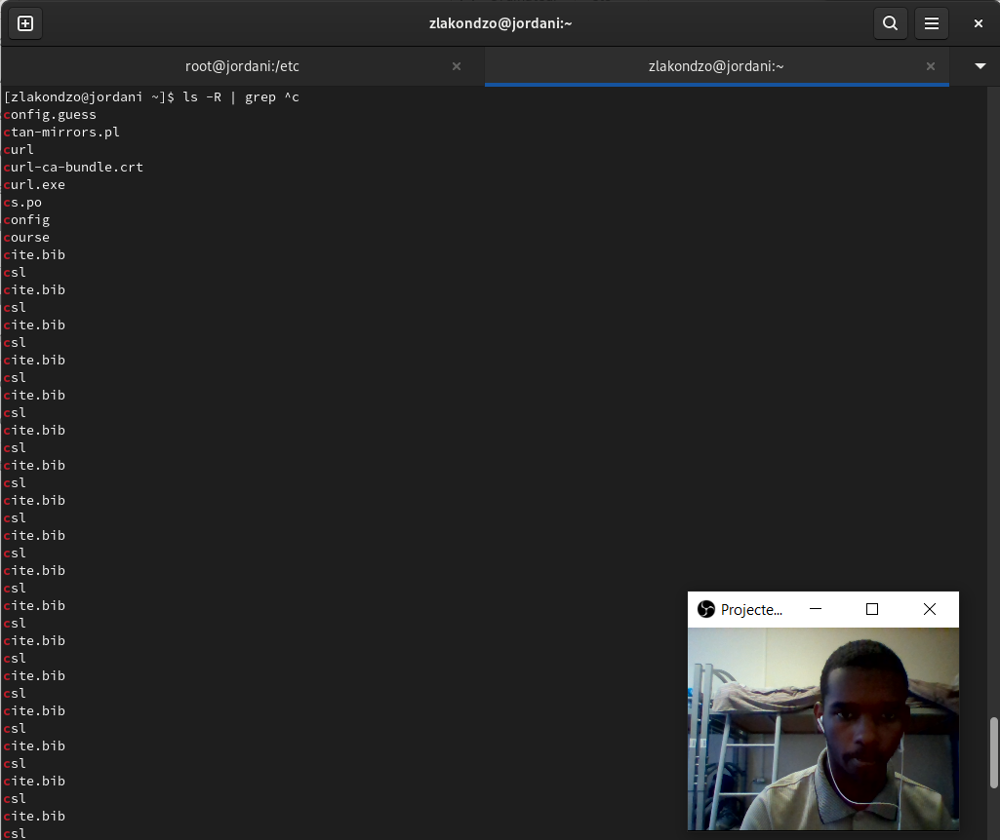 zlakondzo@jordani:~
root@jordani:/etc
zlakondzo@jordani:~
[zlakondzo@jordani ~]$ ls -R | grep ^c
config.guess
ctan-mirrors.pl
curl
curl-ca-bundle.crt
curl.exe
cs.po
config
course
cite.bib
csl
cite.bib
csl
cite.bib
csl
cite.bib
csl
cite.bib
csl
cite.bib
csl
cite.bib
csl
cite.bib
csl
cite.bib
csl
cite.bib
csl
cite.bib
csl
cite.bib
csl
cite.bib
csl
cite.bib
csl
cite.bib
csl
cite.bib
csl
cite.bib
csl
Projecte...